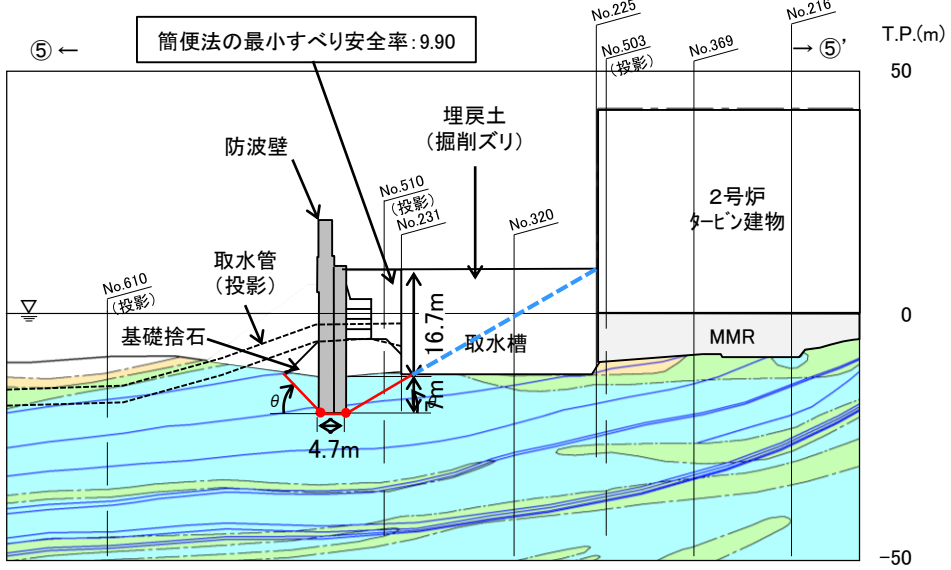 No.225
No.216
T.P.(m)
⑤ ←
簡便法の最小すべり安全率:9.90
No.503
(投影)
No.369
→ ⑤'
50
埋戻土
(掘削ズリ)
防波壁
No.510
(投影)
No.231
No.320
2号炉
タービン建物
取水管
(投影)
No.610
(投影)
16.7m
0
基礎捨石
取水槽
MMR
θ
7m
θ
4.7m
-50